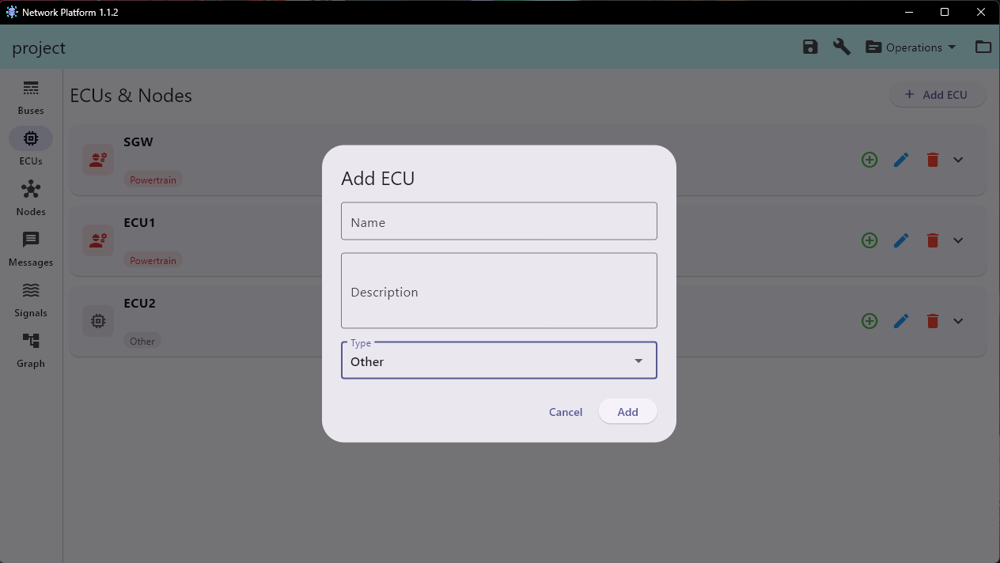 Network Platform 1.1.2
project
Operations
Buses
ECUs
Nodes
Messages
Signals
Graph
ECUs & Nodes
Add ECU
SGW
Powertrain
ECU1
Powertrain
ECU2
Other
Add ECU
Name
Description
Type
Other
Cancel
Add